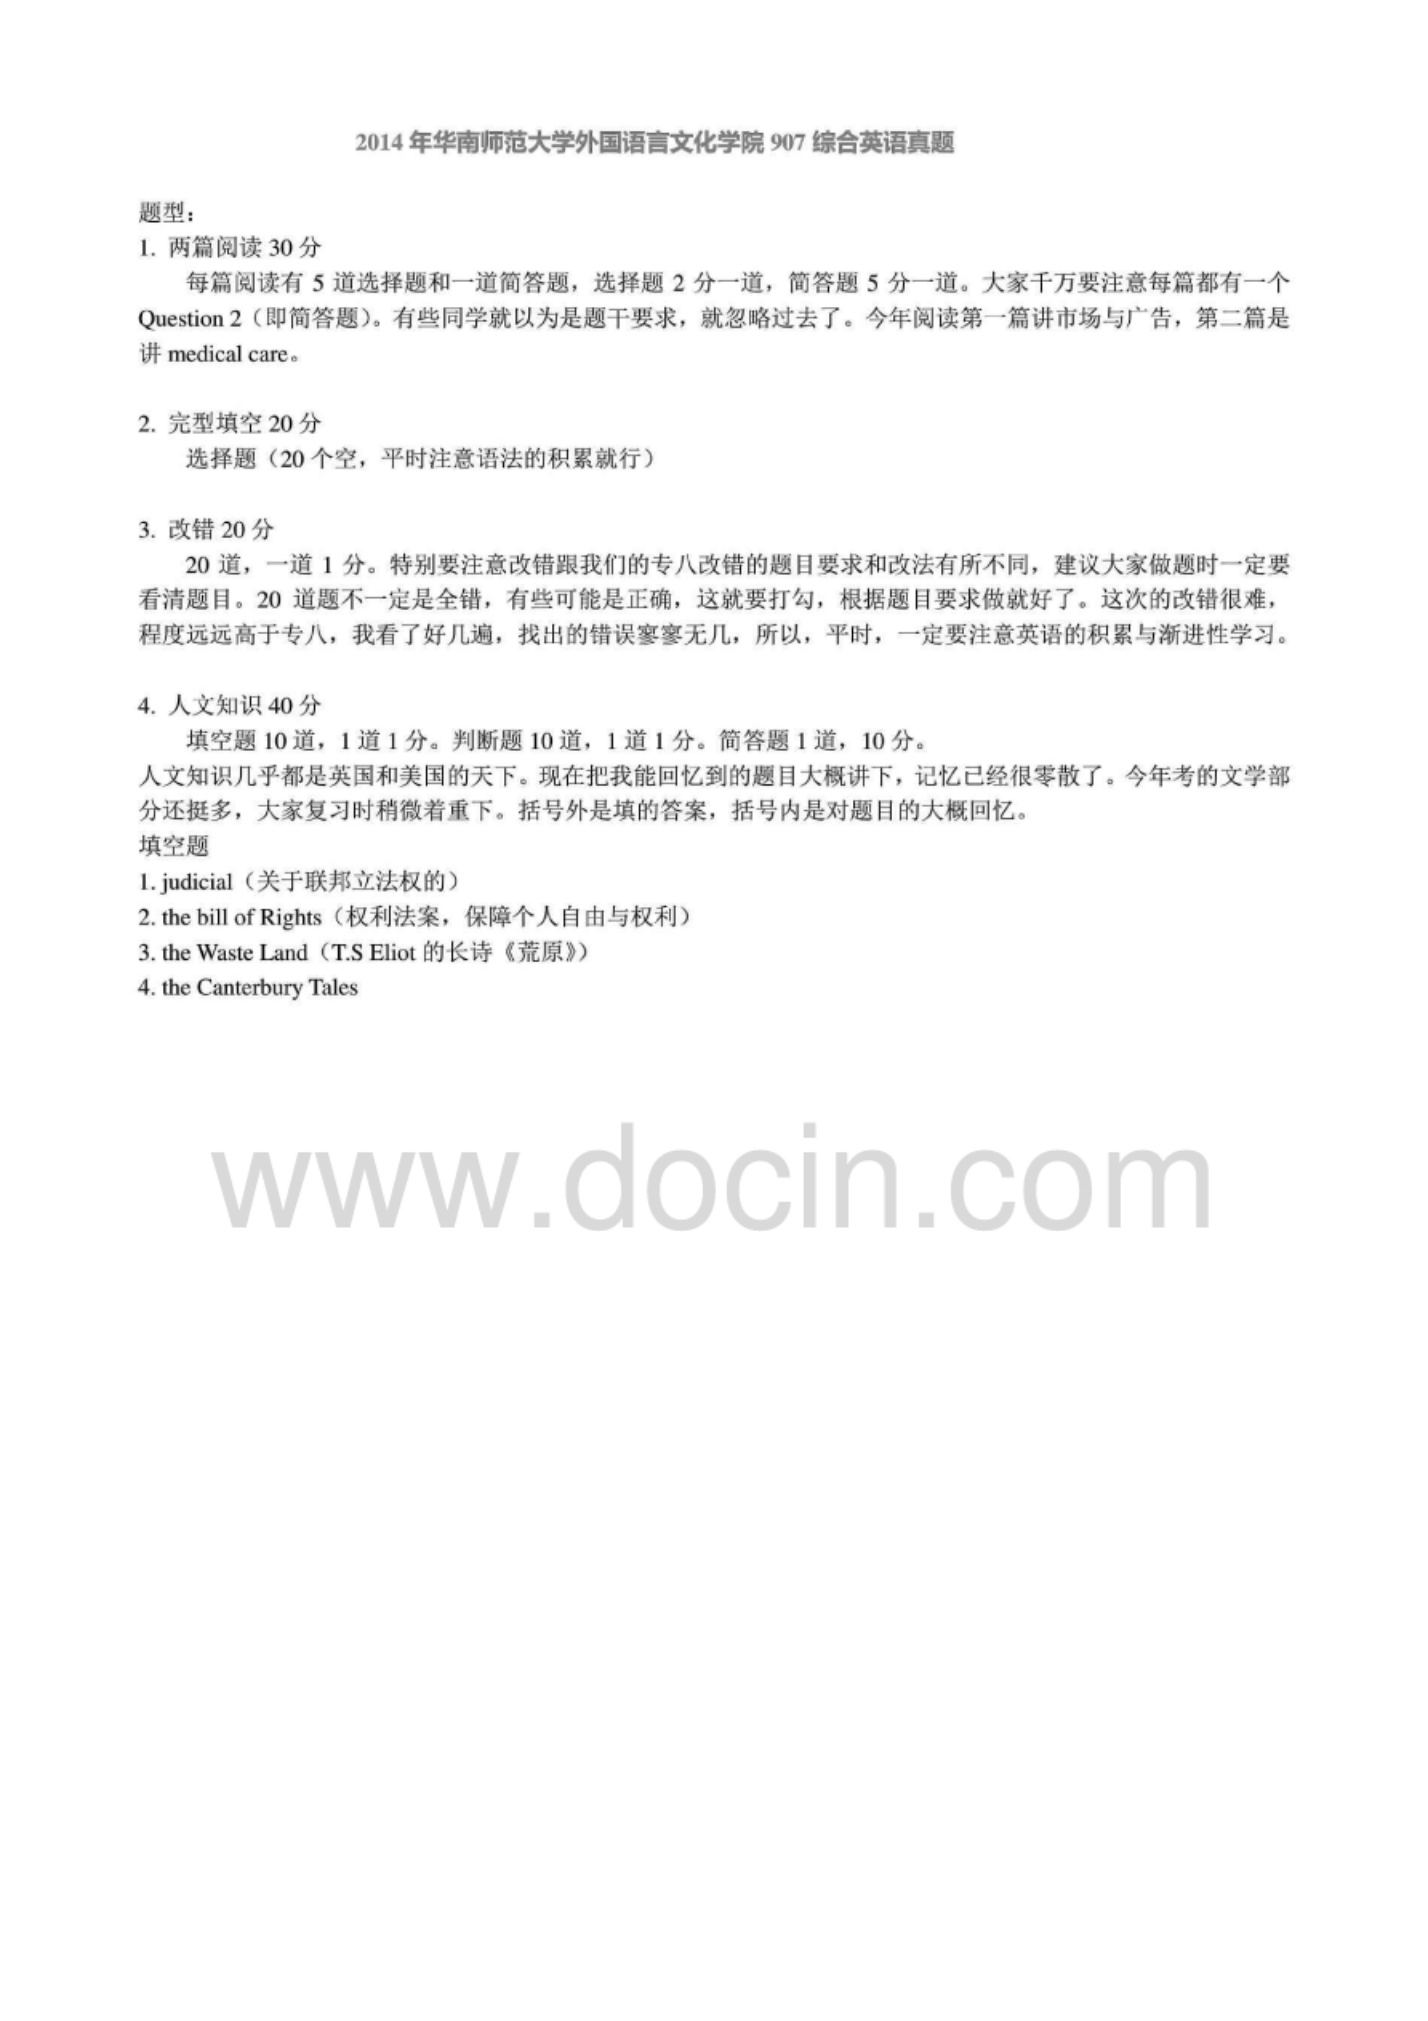 2014 年华南师范大学外国语言文化学院 907 综合英语真题
题型：
1. 两篇阅读 30 分
每篇阅读有 5 道选择题和一道简答题，选择题 2 分一道，简答题 5 分一道。大家千万要注意每篇都有一个
Question 2（即简答题）。有些同学就以为是题干要求，就忽略过去了。今年阅读第一篇讲市场与广告，第二篇是
讲 medical care。
2. 完型填空 20 分
选择题（20 个空，平时注意语法的积累就行）
3. 改错 20 分
20 道，一道 1 分。特别要注意改错跟我们的专八改错的题目要求和改法有所不同，建议大家做题时一定要
看清题目。20 道题不一定是全错，有些可能是正确，这就要打勾，根据题目要求做就好了。这次的改错很难，
程度远远高于专八，我看了好几遍，找出的错误寥寥无几，所以，平时，一定要注意英语的积累与渐进性学习。
4. 人文知识 40 分
填空题 10 道，1 道 1 分。判断题 10 道，1 道 1 分。简答题 1 道，10 分。
人文知识几乎都是英国和美国的天下。现在把我能回忆到的题目大概讲下，记忆已经很零散了。今年考的文学部
分还挺多，大家复习时稍微着重下。括号外是填的答案，括号内是对题目的大概回忆。
填空题
1. judicial（关于联邦立法权的）
2. the bill of Rights（权利法案，保障个人自由与权利）
3. the Waste Land（T.S Eliot 的长诗《荒原》）
4. the Canterbury Tales
www.docin.com